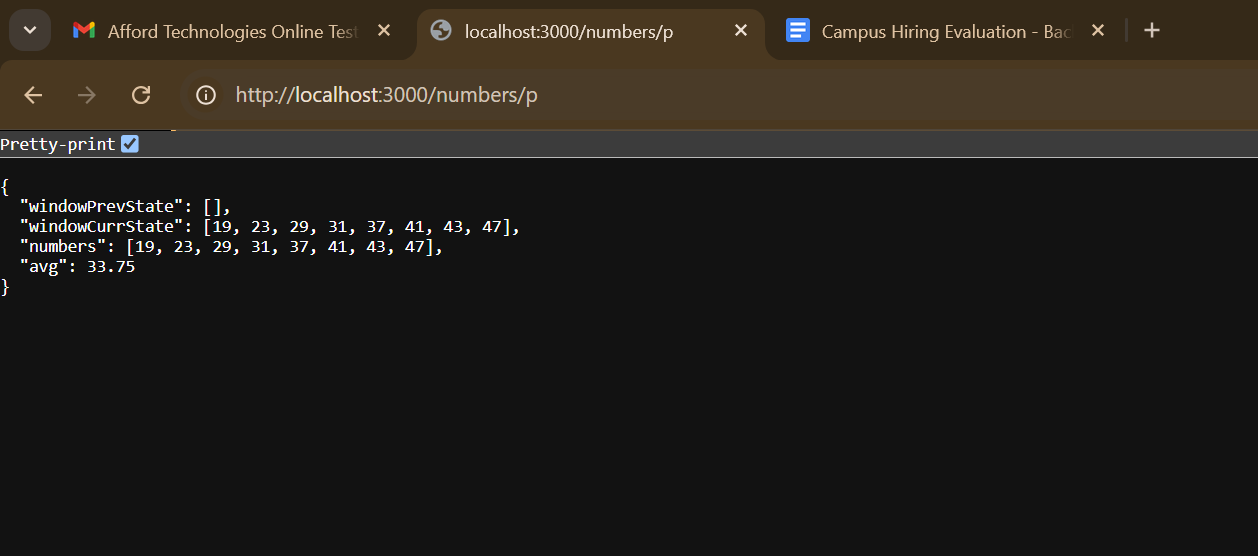 Afford Technologies Online Test
localhost:3000/numbers/p
Campus Hiring Evaluation - Bac
http://localhost:3000/numbers/p
Pretty-print
{
  "windowPrevState": [],
  "windowCurrState": [19, 23, 29, 31, 37, 41, 43, 47],
  "numbers": [19, 23, 29, 31, 37, 41, 43, 47],
  "avg": 33.75
}